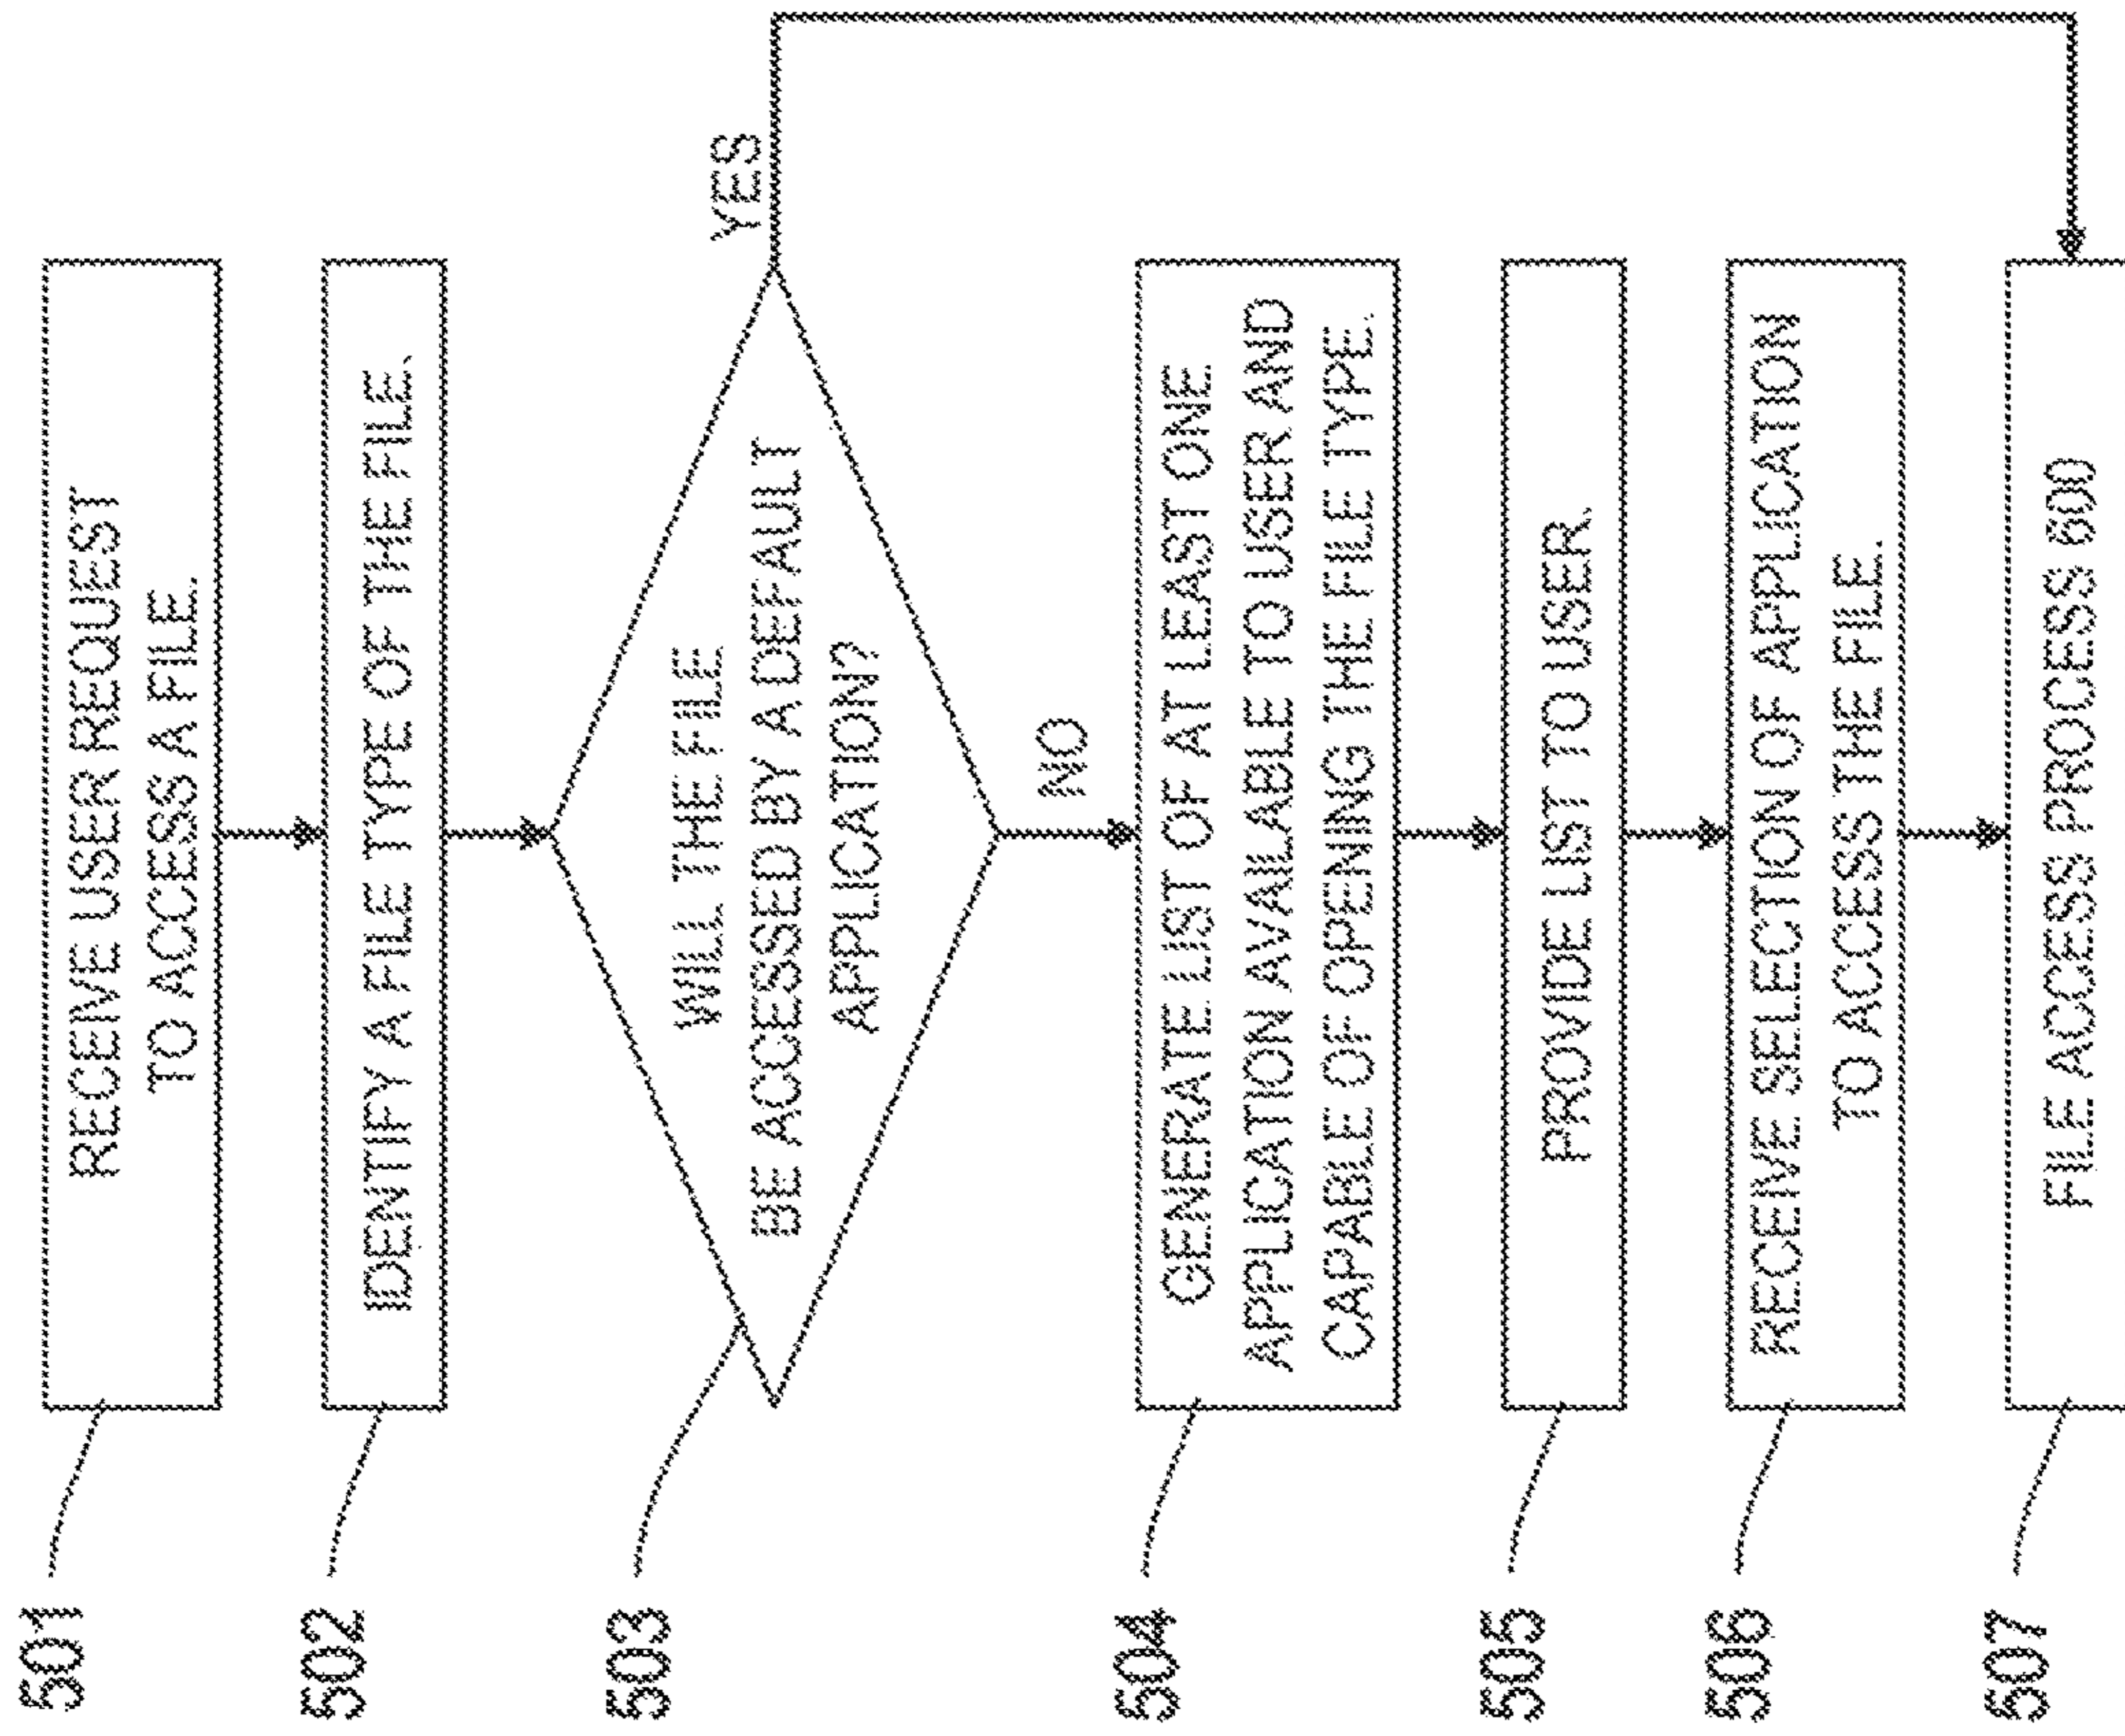 501
RECEIVE USER REQUEST
TO ACCESS A FILE.
502
IDENTIFY A FILE TYPE OF THE FILE.
503
WILL THE FILE
BE ACCESSED BY A DEFAULT
APPLICATION?
YES
NO
504
GENERATE LIST OF AT LEAST ONE
APPLICATION AVAILABLE TO USER AND
CAPABLE OF OPENING THE FILE TYPE.
505
PROVIDE LIST TO USER.
506
RECEIVE SELECTION OF APPLICATION
TO ACCESS THE FILE.
507
FILE ACCESS PROCESS 600